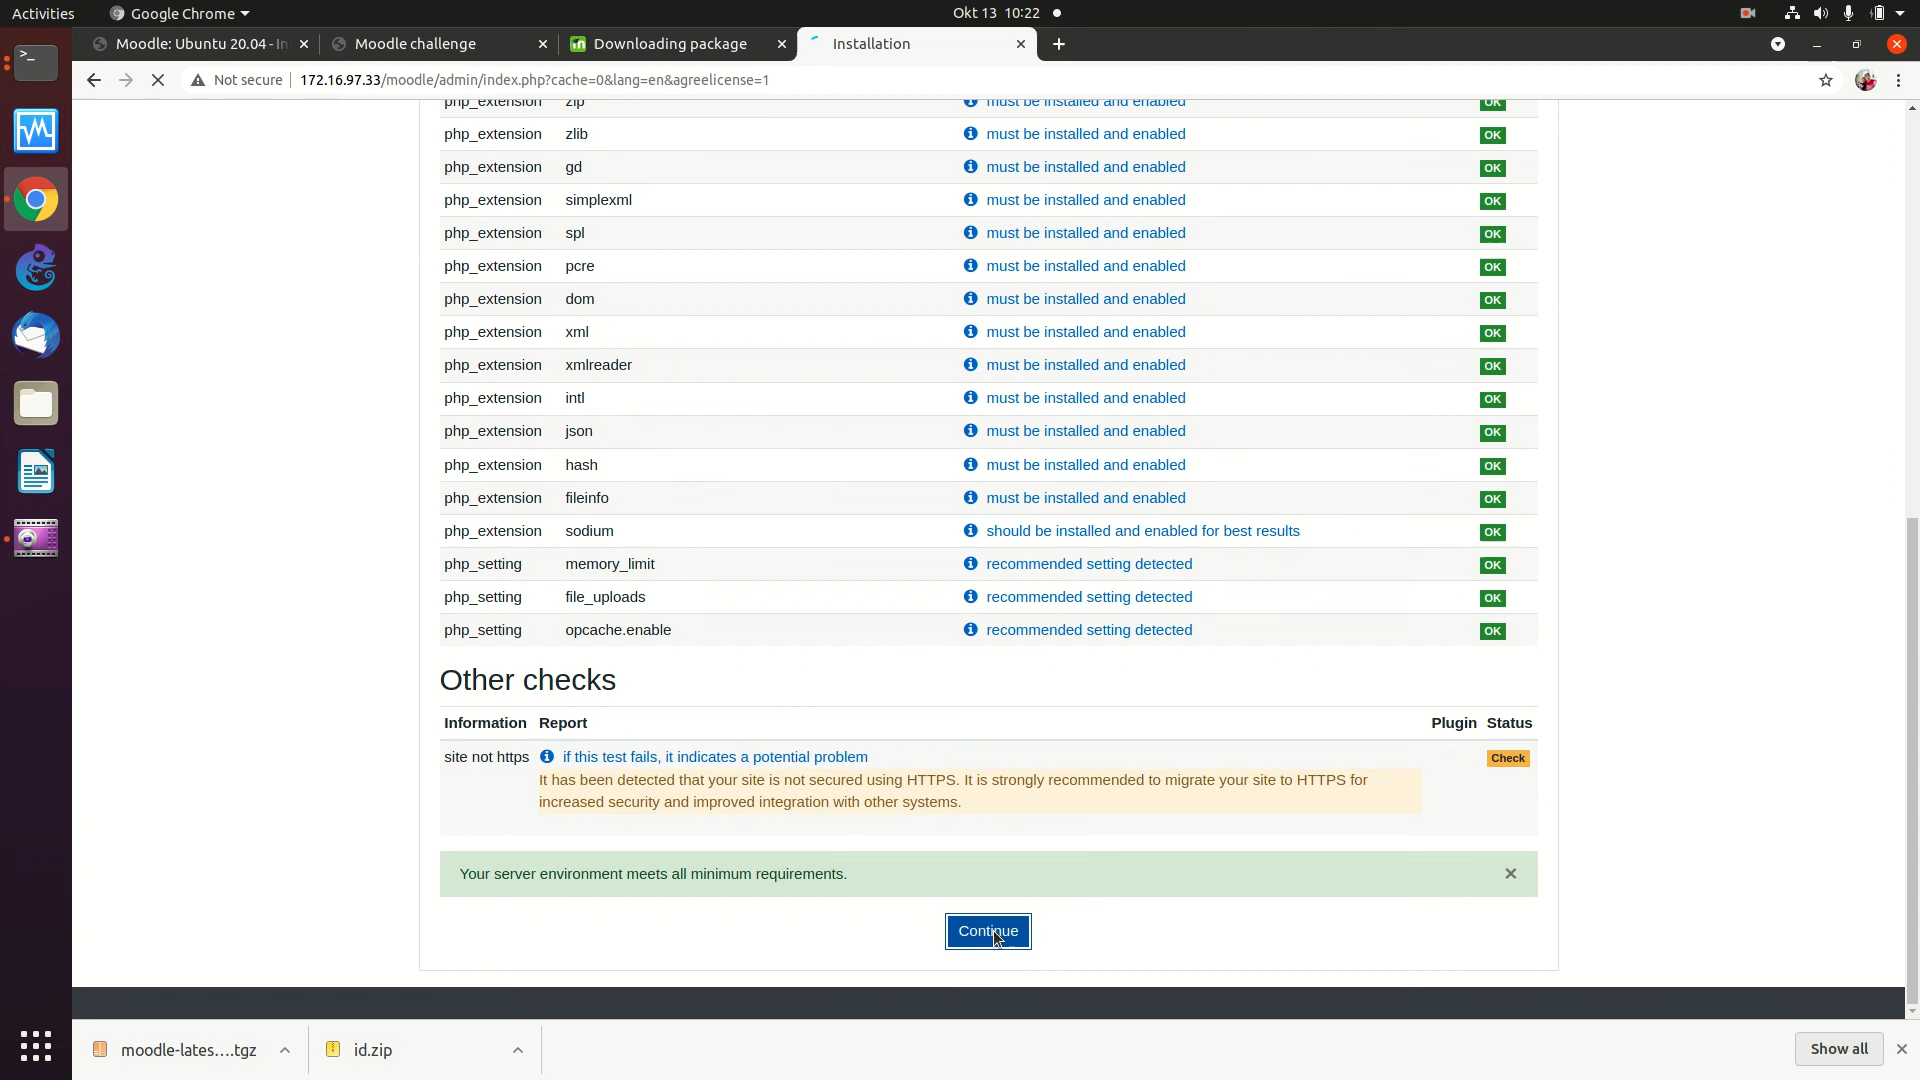 Activities
Google Chrome
Okt 13 10:22
Moodle: Ubuntu 20.04 - In
Moodle challenge
Downloading package
Installation
Not secure
172.16.97.33/moodle/admin/index.php?cache=0&lang=en&agreelicense=1
php_extension zip must be installed and enabled OK
php_extension zlib must be installed and enabled OK
php_extension gd must be installed and enabled OK
php_extension simplexml must be installed and enabled OK
php_extension spl must be installed and enabled OK
php_extension pcre must be installed and enabled OK
php_extension dom must be installed and enabled OK
php_extension xml must be installed and enabled OK
php_extension xmlreader must be installed and enabled OK
php_extension intl must be installed and enabled OK
php_extension json must be installed and enabled OK
php_extension hash must be installed and enabled OK
php_extension fileinfo must be installed and enabled OK
php_extension sodium should be installed and enabled for best results OK
php_setting memory_limit recommended setting detected OK
php_setting file_uploads recommended setting detected OK
php_setting opcache.enable recommended setting detected OK
Other checks
Information Report Plugin Status
site not https if this test fails, it indicates a potential problem Check
It has been detected that your site is not secured using HTTPS. It is strongly recommended to migrate your site to HTTPS for
increased security and improved integration with other systems.
Your server environment meets all minimum requirements.
Continue
moodle-lates....tgz
id.zip
Show all